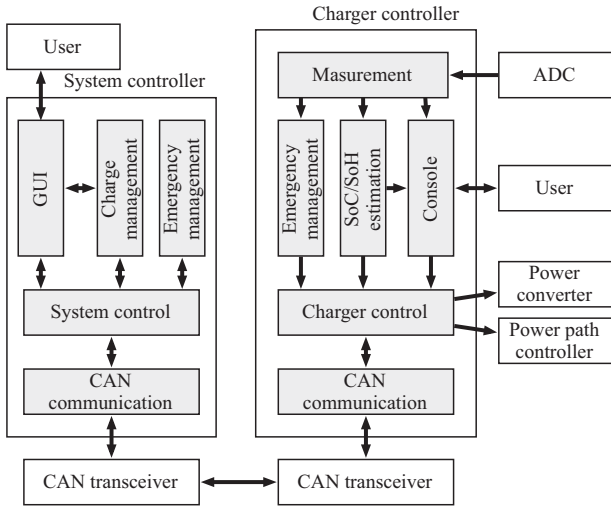 Charger controller
User
System controller
Masurement
ADC
GUI
Charge
management
Emergency
management
Emergency
management
SoC/SoH
estimation
Console
User
System control
Charger control
Power
converter
Power path
controller
CAN
communication
CAN
communication
CAN transceiver
CAN transceiver